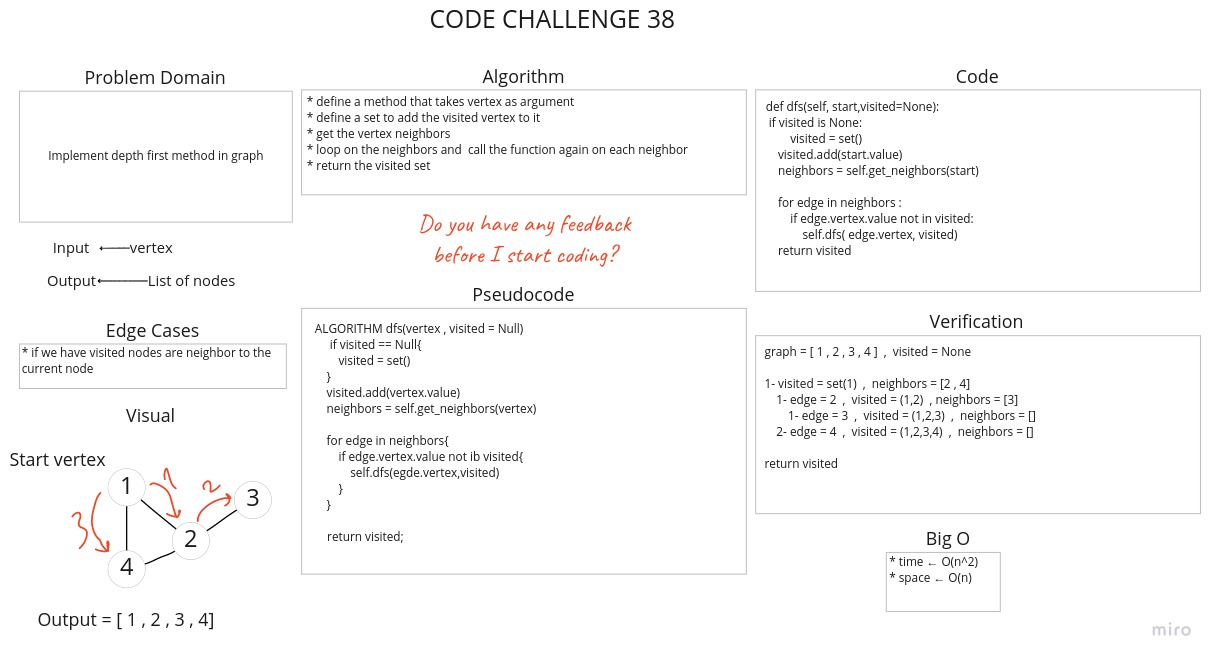 CODE CHALLENGE 38
Problem Domain
Implement depth first method in graph
Input ←—vertex
Output←——List of nodes
Edge Cases
* if we have visited nodes are neighbor to the
current node
Visual
Start vertex
1
1
2
3
3
2
4
Output = [ 1 , 2 , 3 , 4]
Algorithm
* define a method that takes vertex as argument
* define a set to add the visited vertex to it
* get the vertex neighbors
* loop on the neighbors and  call the function again on each neighbor
* return the visited set
Do you have any feedback
before I start coding?
Pseudocode
ALGORITHM dfs(vertex , visited = Null)
if visited == Null{
visited = set()
}
visited.add(vertex.value)
neighbors = self.get_neighbors(vertex)
for edge in neighbors{
if edge.vertex.value not ib visited{
self.dfs(egde.vertex,visited)
}
}
return visited;
Code
def dfs(self, start,visited=None):
if visited is None:
visited = set()
visited.add(start.value)
neighbors = self.get_neighbors(start)
for edge in neighbors :
if edge.vertex.value not in visited:
self.dfs( edge.vertex, visited)
return visited
Verification
graph = [ 1 , 2 , 3 , 4 ]  ,  visited = None
1- visited = set(1)  ,  neighbors = [2 , 4]
1- edge = 2  ,  visited = (1,2)  , neighbors = [3]
1- edge = 3  ,  visited = (1,2,3)  ,  neighbors = []
2- edge = 4  ,  visited = (1,2,3,4)  ,  neighbors = []
return visited
Big O
* time ← O(n^2)
* space ← O(n)
miro